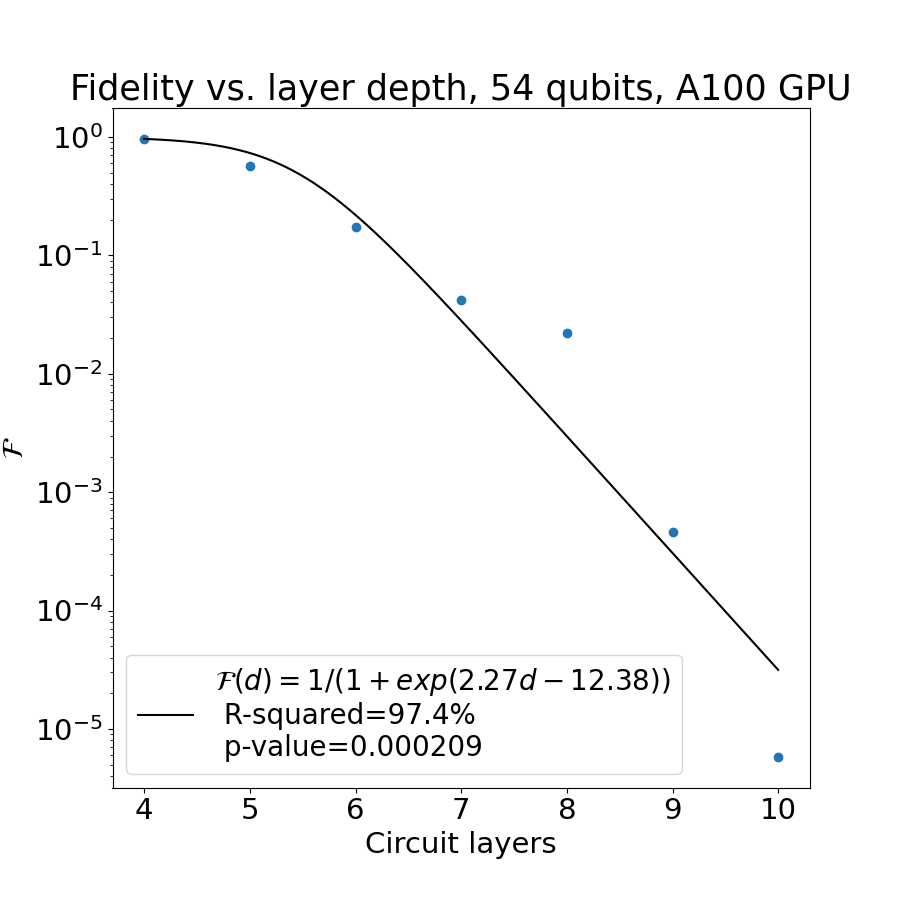 Fidelity vs. layer depth, 54 qubits, A100 GPU
10⁰
10⁻¹
10⁻²
10⁻³
10⁻⁴
10⁻⁵
ℱ
ℱ(d) = 1/(1 + exp(2.27d − 12.38))
R-squared=97.4%
p-value=0.000209
4 5 6 7 8 9 10
Circuit layers